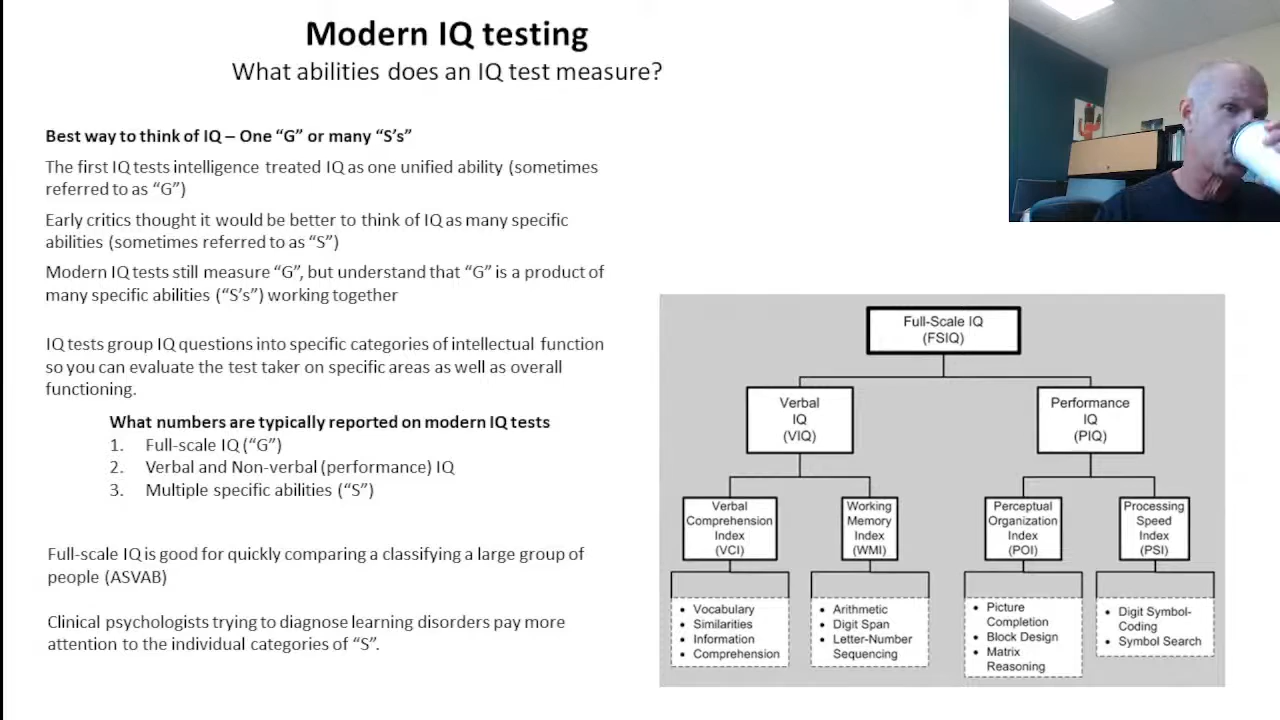 Modern IQ testing
What abilities does an IQ test measure?
Best way to think of IQ – One “G” or many “S’s”
The first IQ tests intelligence treated IQ as one unified ability (sometimes
referred to as “G”)
Early critics thought it would be better to think of IQ as many specific
abilities (sometimes referred to as “S”)
Modern IQ tests still measure “G”, but understand that “G” is a product of
many specific abilities (“S’s”) working together
IQ tests group IQ questions into specific categories of intellectual function
so you can evaluate the test taker on specific areas as well as overall
functioning.
What numbers are typically reported on modern IQ tests
1. Full-scale IQ (“G”)
2. Verbal and Non-verbal (performance) IQ
3. Multiple specific abilities (“S”)
Full-scale IQ is good for quickly comparing a classifying a large group of
people (ASVAB)
Clinical psychologists trying to diagnose learning disorders pay more
attention to the individual categories of “S”.
Full-Scale IQ
(FSIQ)
Verbal
IQ
(VIQ)
Performance
IQ
(PIQ)
Verbal
Comprehension
Index
(VCI)
Working
Memory
Index
(WMI)
Perceptual
Organization
Index
(POI)
Processing
Speed
Index
(PSI)
• Vocabulary
• Similarities
• Information
• Comprehension
• Arithmetic
• Digit Span
• Letter-Number
Sequencing
• Picture
Completion
• Block Design
• Matrix
Reasoning
• Digit Symbol-
Coding
• Symbol Search